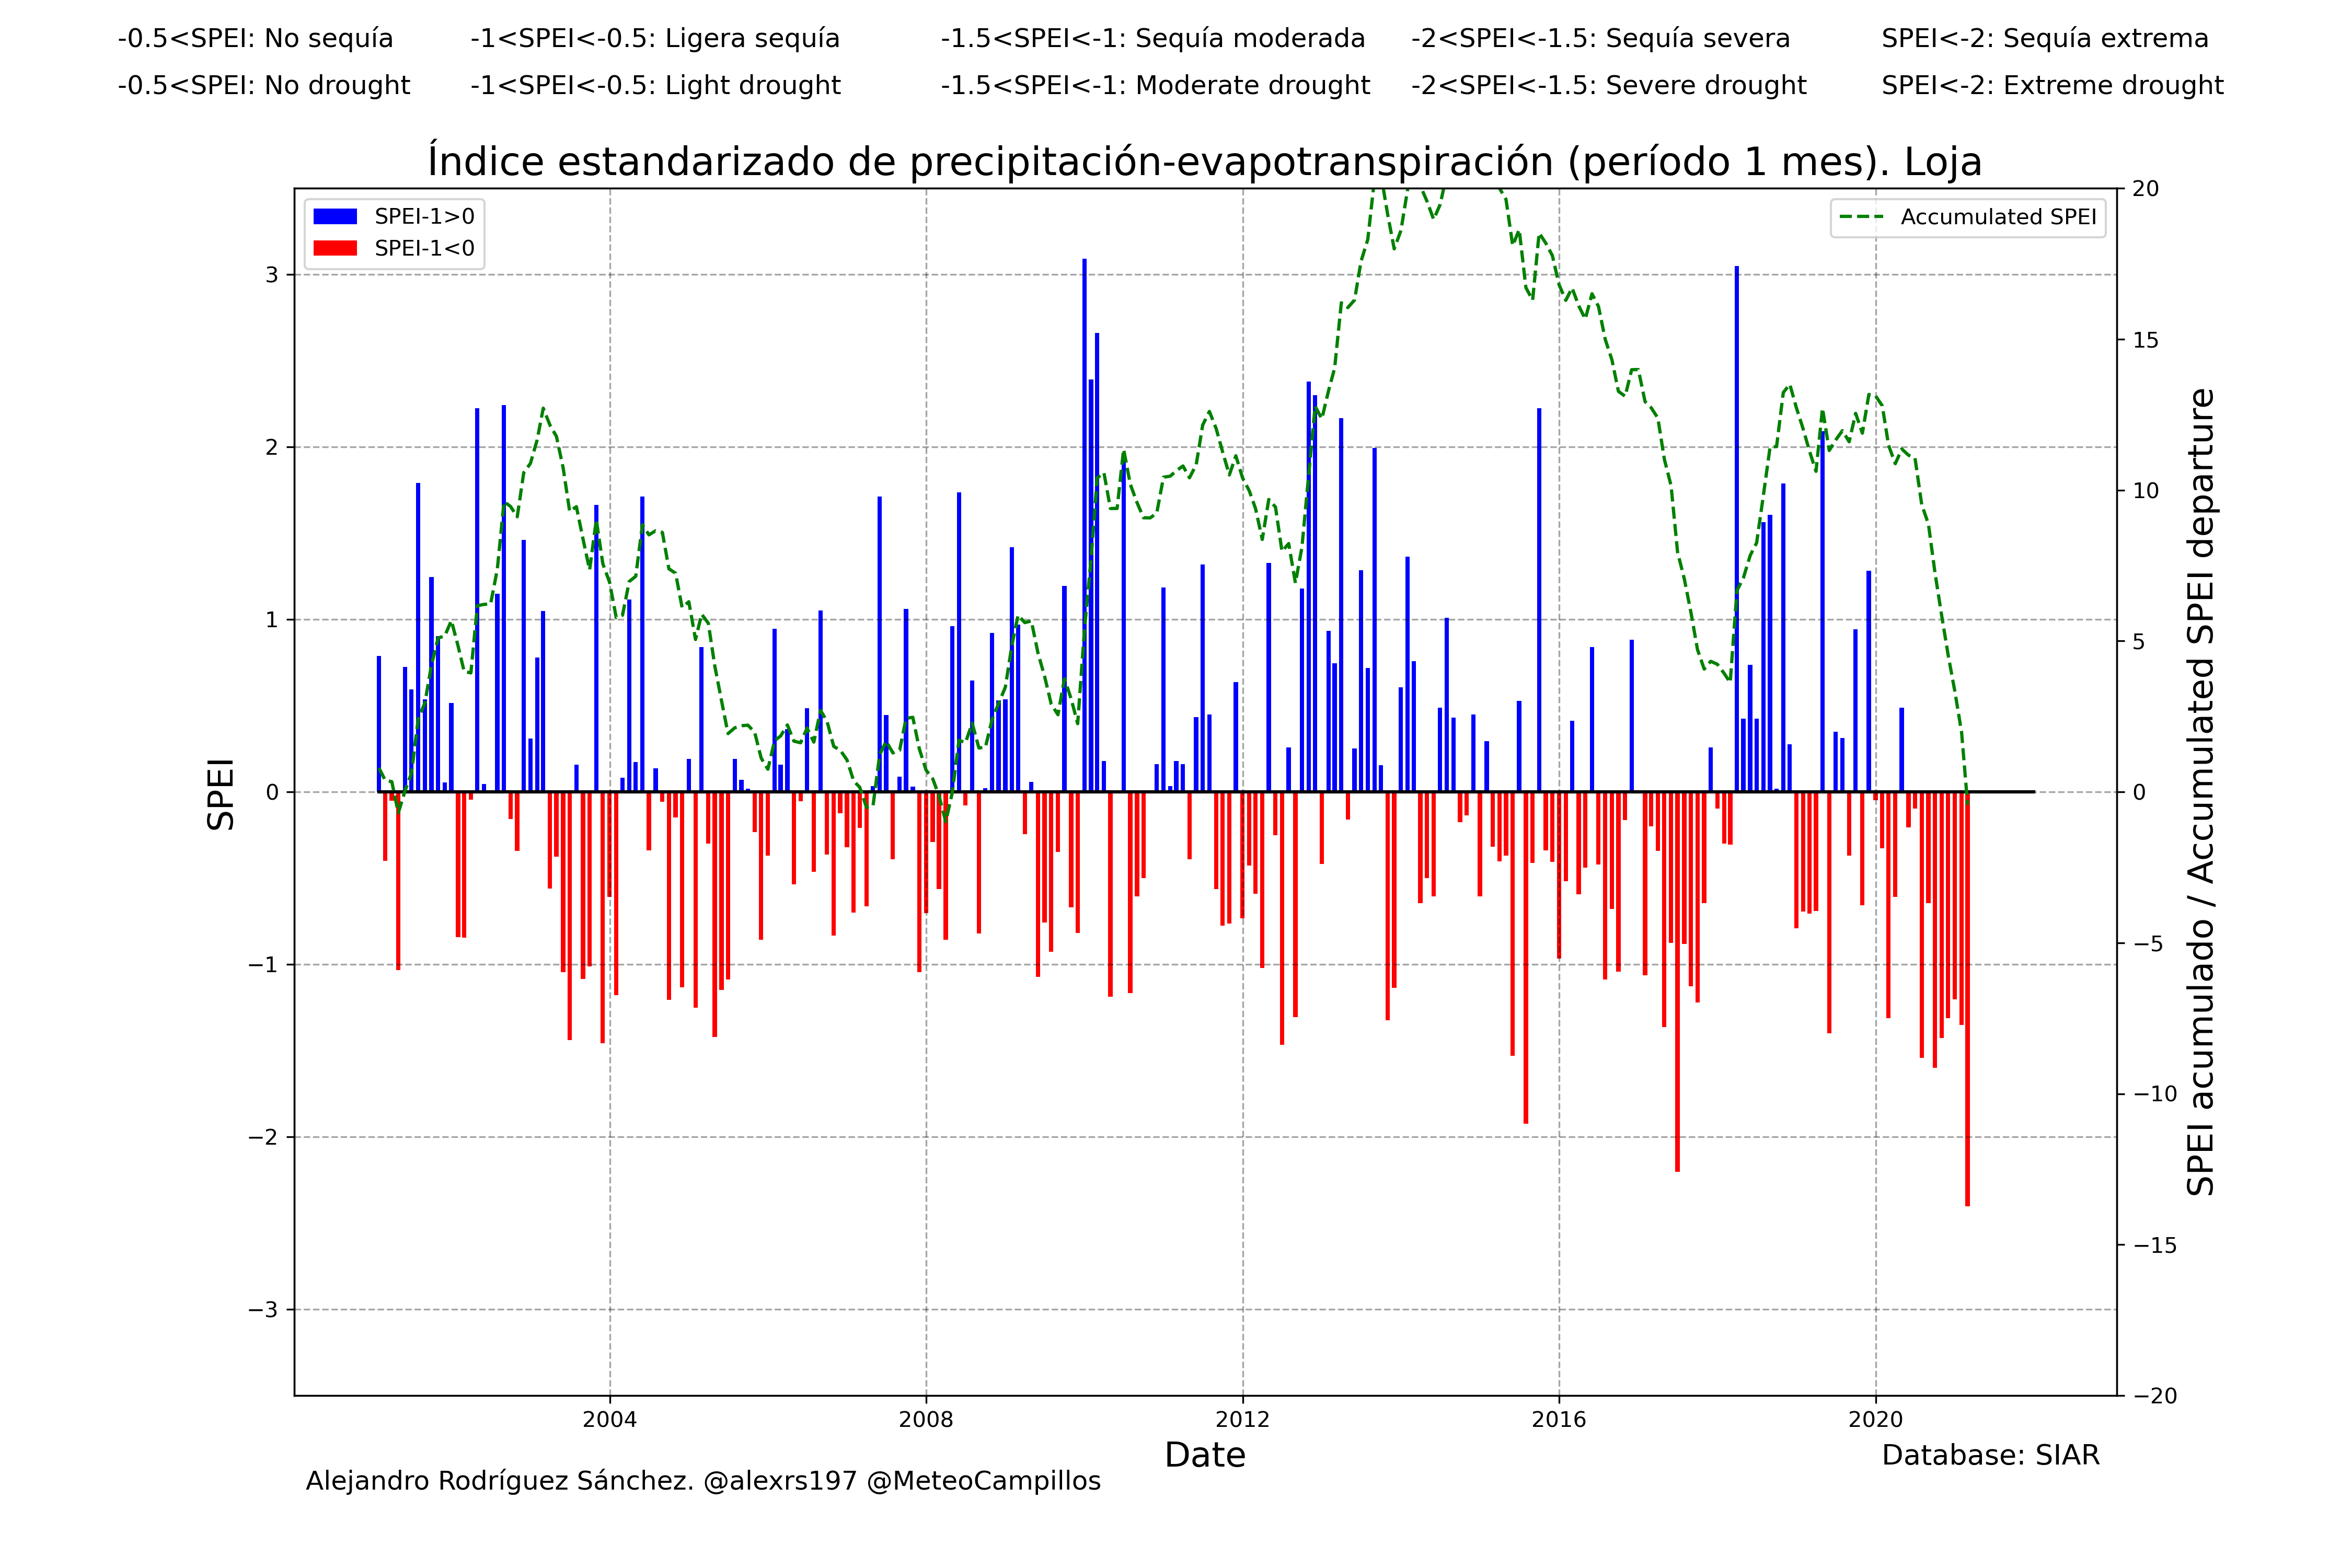 -0.5<SPEI: No sequía -1<SPEI<-0.5: Ligera sequía -1.5<SPEI<-1: Sequía moderada -2<SPEI<-1.5: Sequía severa SPEI<-2: Sequía extrema
-0.5<SPEI: No drought -1<SPEI<-0.5: Light drought -1.5<SPEI<-1: Moderate drought -2<SPEI<-1.5: Severe drought SPEI<-2: Extreme drought
Índice estandarizado de precipitación-evapotranspiración (período 1 mes). Loja
SPEI-1>0
SPEI-1<0
Accumulated SPEI
SPEI
3
2
1
0
−1
−2
−3
20
15
10
5
0
−5
−10
−15
−20
SPEI acumulado / Accumulated SPEI departure
2004 2008 2012 2016 2020
Date
Database: SIAR
Alejandro Rodríguez Sánchez. @alexrs197 @MeteoCampillos